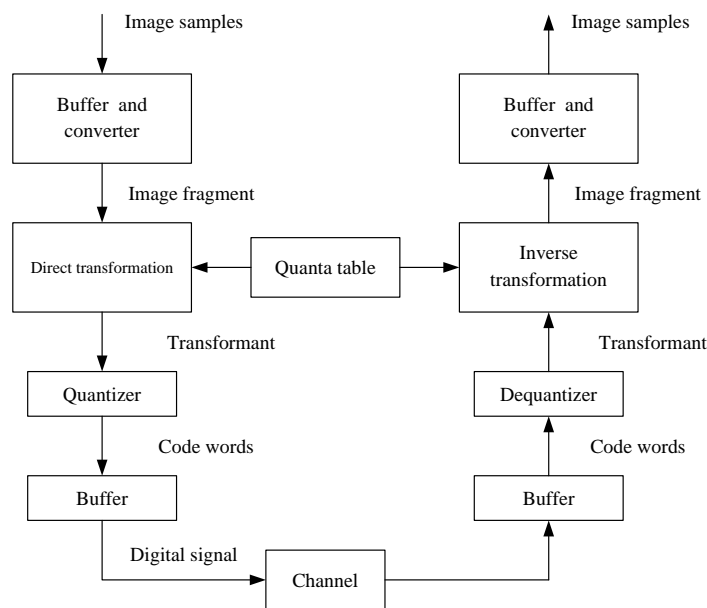 Image samples
Image samples
Buffer and
converter
Buffer and
converter
Image fragment
Image fragment
Direct transformation
Quanta table
Inverse
transformation
Transformant
Transformant
Quantizer
Dequantizer
Code words
Code words
Buffer
Buffer
Digital signal
Channel